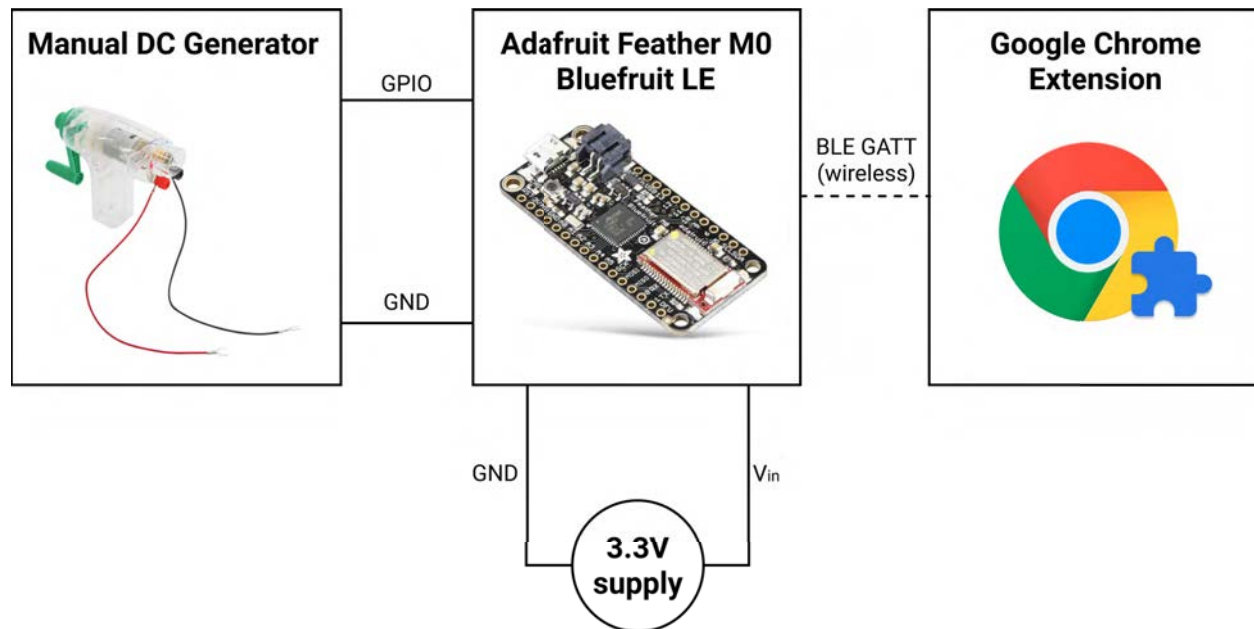 Manual DC Generator
GPIO
GND
Adafruit Feather M0
Bluefruit LE
BLE GATT
(wireless)
Google Chrome
Extension
GND
Vin
3.3V
supply